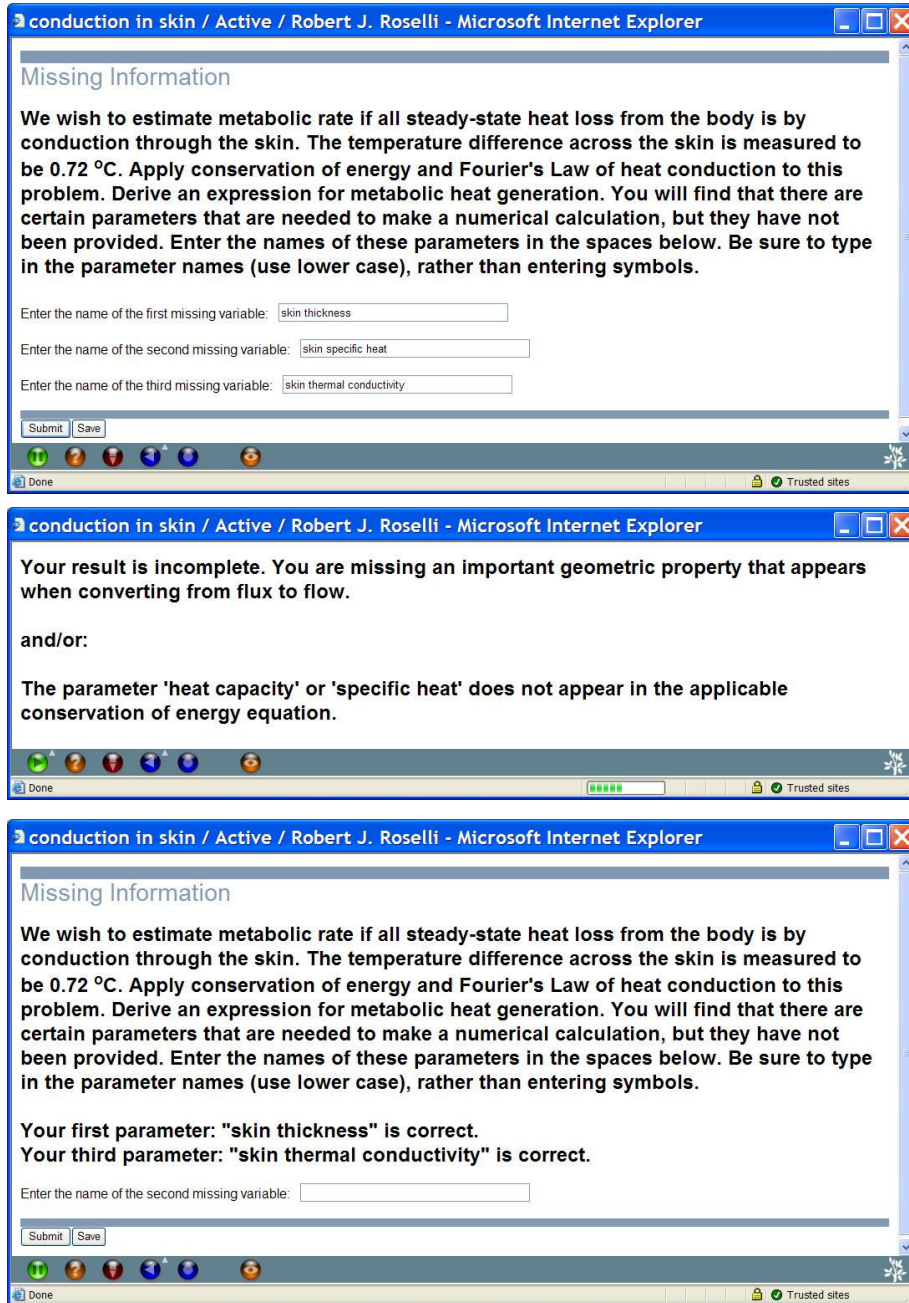 conduction in skin / Active / Robert J. Roselli - Microsoft Internet Explorer
Missing Information
We wish to estimate metabolic rate if all steady-state heat loss from the body is by
conduction through the skin. The temperature difference across the skin is measured to
be 0.72 °C. Apply conservation of energy and Fourier's Law of heat conduction to this
problem. Derive an expression for metabolic heat generation. You will find that there are
certain parameters that are needed to make a numerical calculation, but they have not
been provided. Enter the names of these parameters in the spaces below. Be sure to type
in the parameter names (use lower case), rather than entering symbols.
Enter the name of the first missing variable: skin thickness
Enter the name of the second missing variable: skin specific heat
Enter the name of the third missing variable: skin thermal conductivity
Submit Save
Done Trusted sites
conduction in skin / Active / Robert J. Roselli - Microsoft Internet Explorer
Your result is incomplete. You are missing an important geometric property that appears
when converting from flux to flow.
and/or:
The parameter 'heat capacity' or 'specific heat' does not appear in the applicable
conservation of energy equation.
Done Trusted sites
conduction in skin / Active / Robert J. Roselli - Microsoft Internet Explorer
Missing Information
We wish to estimate metabolic rate if all steady-state heat loss from the body is by
conduction through the skin. The temperature difference across the skin is measured to
be 0.72 °C. Apply conservation of energy and Fourier's Law of heat conduction to this
problem. Derive an expression for metabolic heat generation. You will find that there are
certain parameters that are needed to make a numerical calculation, but they have not
been provided. Enter the names of these parameters in the spaces below. Be sure to type
in the parameter names (use lower case), rather than entering symbols.
Your first parameter: "skin thickness" is correct.
Your third parameter: "skin thermal conductivity" is correct.
Enter the name of the second missing variable:
Submit Save
Done Trusted sites